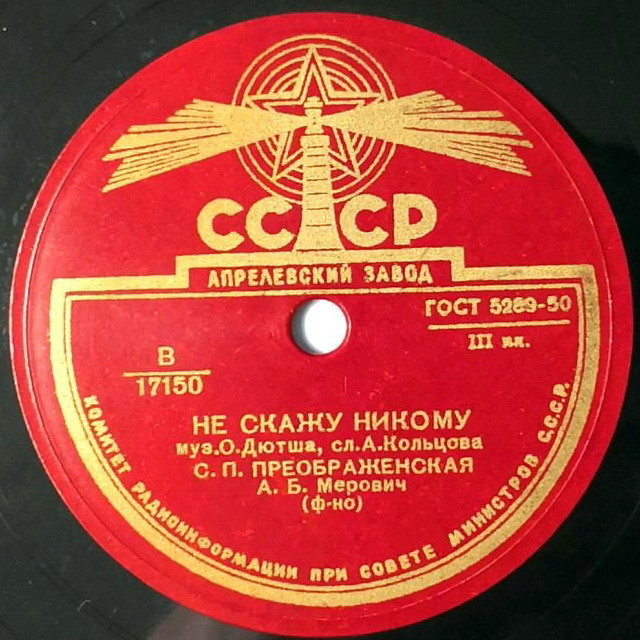 СССР
АПРЕЛЕВСКИЙ ЗАВОД
ГОСТ 5289-50
III кл.
В
17150
НЕ СКАЖУ НИКОМУ
муз.О.Дютша, сл.А.Кольцова
С. П. ПРЕОБРАЖЕНСКАЯ
А. Б. Мерович
(ф-но)
КОМИТЕТ РАДИОИНФОРМАЦИИ ПРИ СОВЕТЕ МИНИСТРОВ С.С.С.Р.